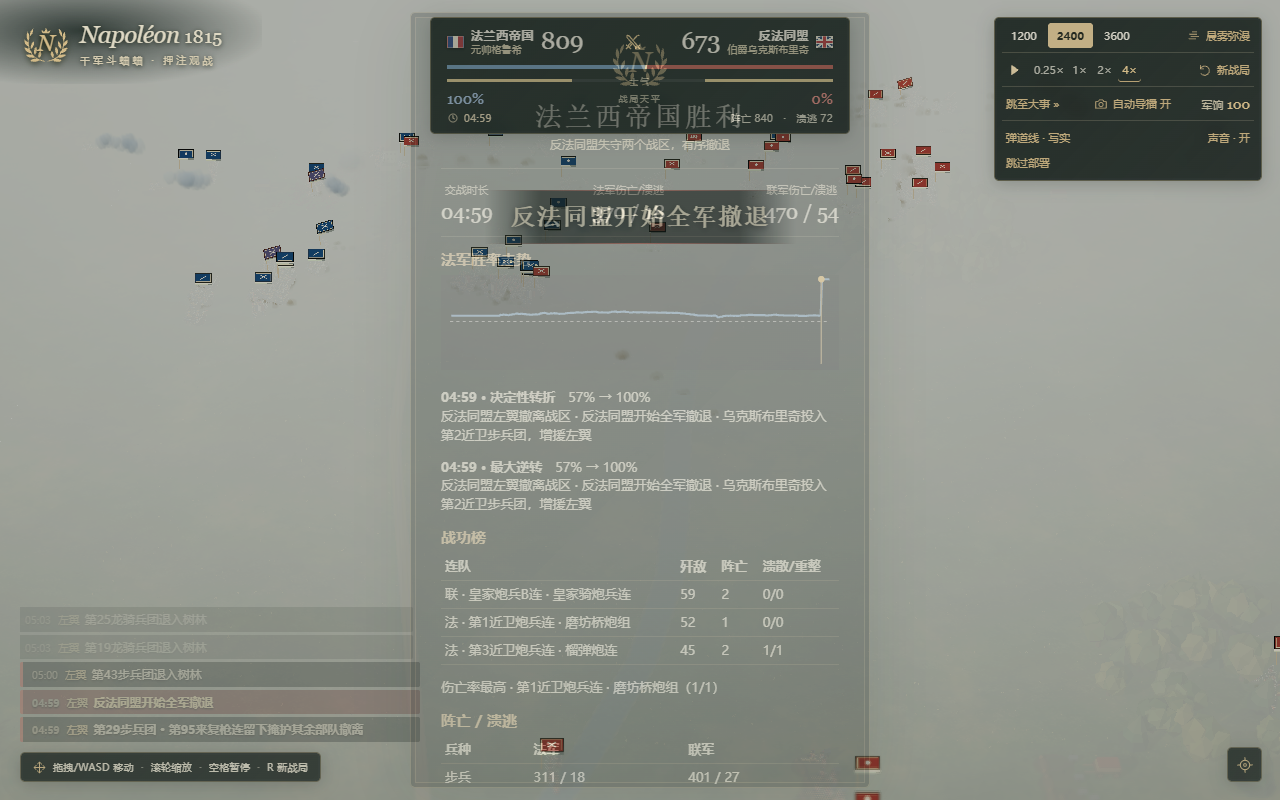 Napoléon 1815
千军斗蛐蛐 · 押注观战
法兰西帝国
元帅格鲁希
809
673
反法同盟
伯爵乌克斯布里奇
100%
战局天平
0%
04:59
阵亡 840 · 溃逃 72
法兰西帝国胜利
反法同盟失守两个战区，有序撤退
1200 2400 3600 晨雾弥漫
0.25× 1× 2× 4× 新战局
跳至大事 » 自动导播 开 军饷 100
弹道线 · 写实 声音 · 开
跳过部署
交战时长 法军伤亡/溃逃 联军伤亡/溃逃
04:59 470 / 54
反法同盟开始全军撤退
法军胜率走势
04:59 • 决定性转折 57% → 100%
反法同盟左翼撤离战区 · 反法同盟开始全军撤退 · 乌克斯布里奇投入
第2近卫步兵团，增援左翼
04:59 • 最大逆转 57% → 100%
反法同盟左翼撤离战区 · 反法同盟开始全军撤退 · 乌克斯布里奇投入
第2近卫步兵团，增援左翼
战功榜
连队 歼敌 阵亡 溃散/重整
联 · 皇家炮兵B连 · 皇家骑炮兵连 59 2 0/0
法 · 第1近卫炮兵连 · 磨坊桥炮组 52 1 0/0
法 · 第3近卫炮兵连 · 榴弹炮连 45 2 1/1
伤亡率最高 · 第1近卫炮兵连 · 磨坊桥炮组（1/1）
阵亡 / 溃逃
兵种 法军 联军
步兵 311 / 18 401 / 27
05:03 左翼 第25龙骑兵团退入树林
05:03 左翼 第19龙骑兵团退入树林
05:00 左翼 第43步兵团退入树林
04:59 左翼 反法同盟开始全军撤退
04:59 左翼 第29步兵团 • 第95来复枪连留下掩护其余部队撤离
拖拽/WASD 移动 · 滚轮缩放 · 空格暂停 · R 新战局